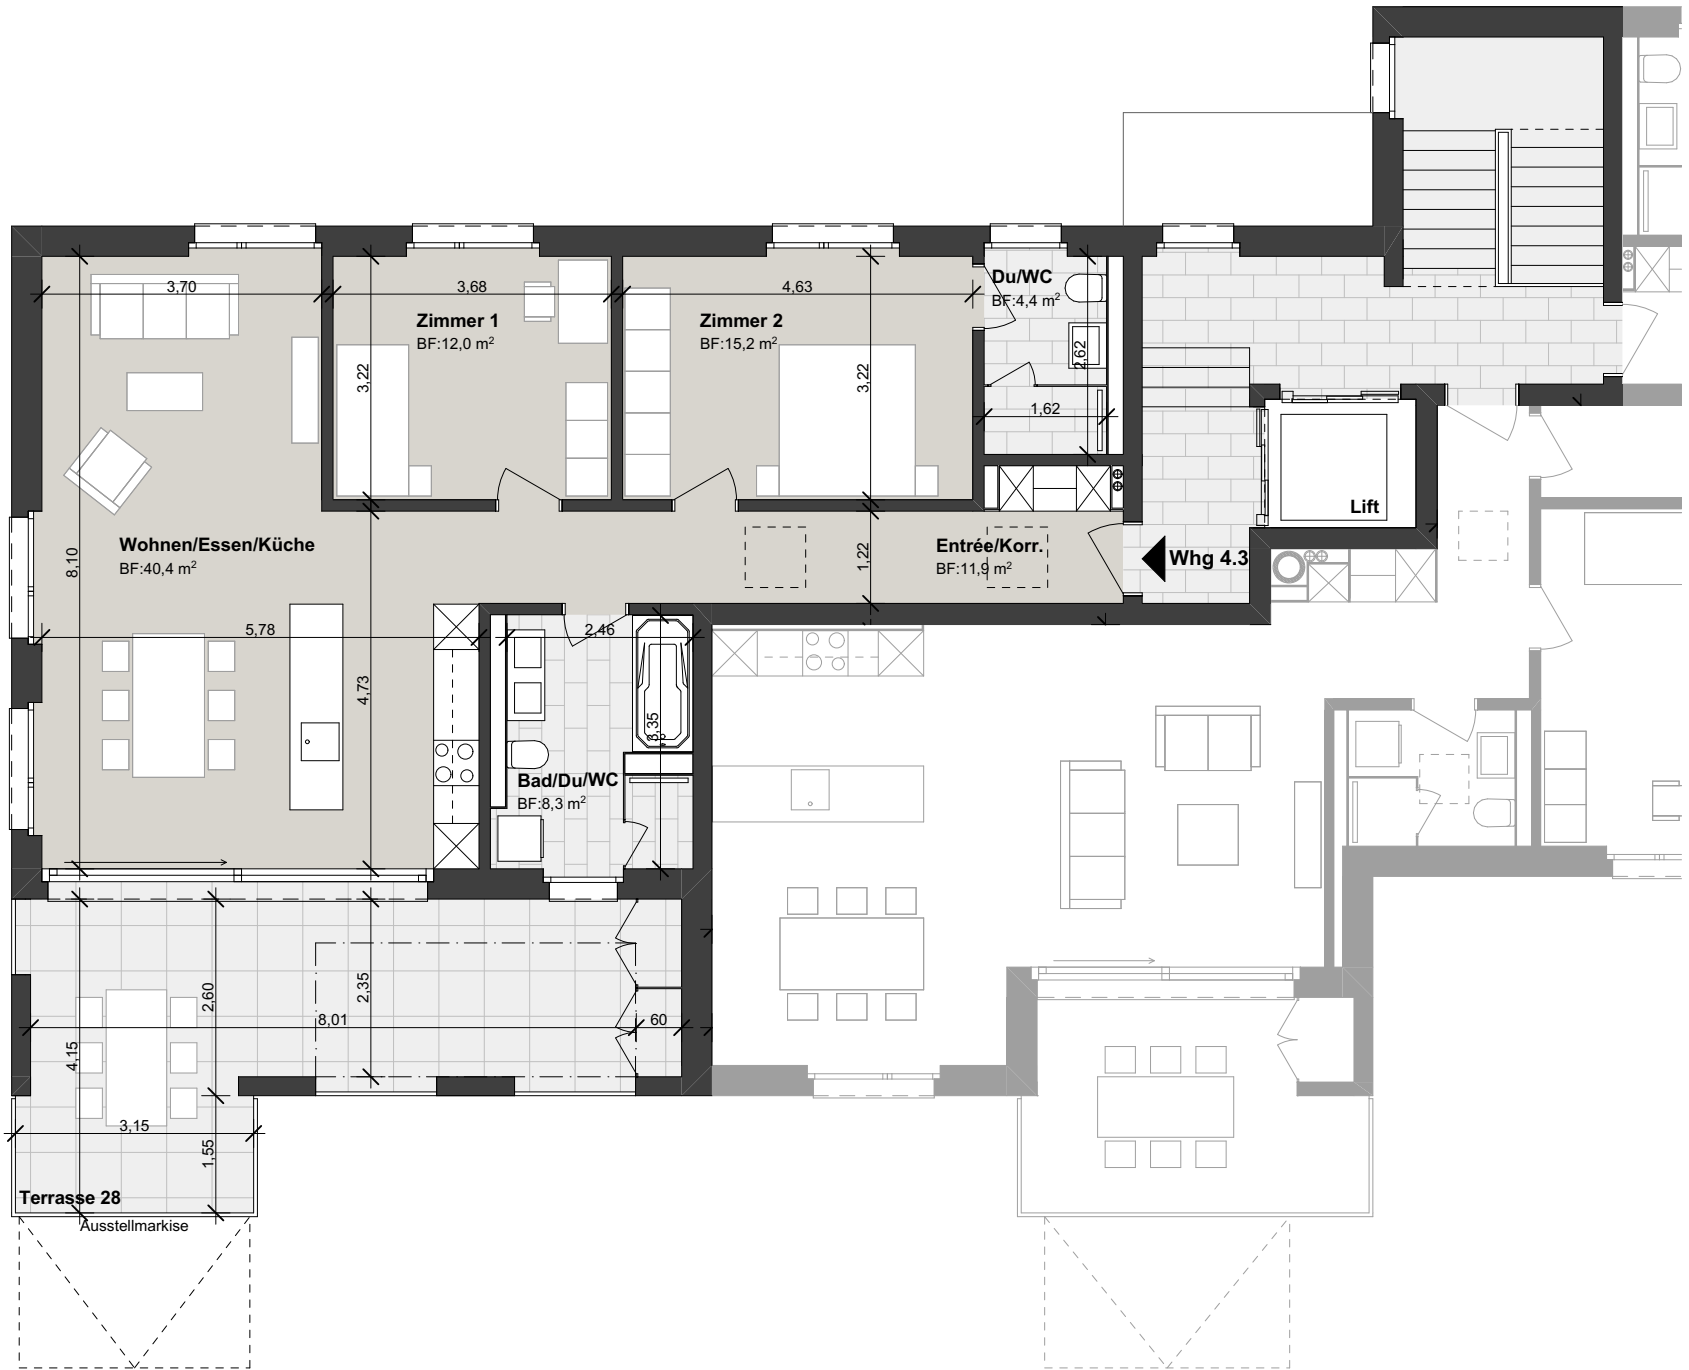 Du/WC
BF:4,4 m²
3,70
3,68
4,63
Zimmer 1
BF:12,0 m²
Zimmer 2
BF:15,2 m²
3,22
3,22
2,62
1,62
Lift
Wohnen/Essen/Küche
BF:40,4 m²
8,10
Entrée/Korr.
BF:11,9 m²
1,22
Whg 4.3
5,78
2,46
4,73
3,35
Bad/Du/WC
BF:8,3 m²
2,60
2,35
8,01
60
4,15
3,15
1,55
Terrasse 28
Ausstellmarkise